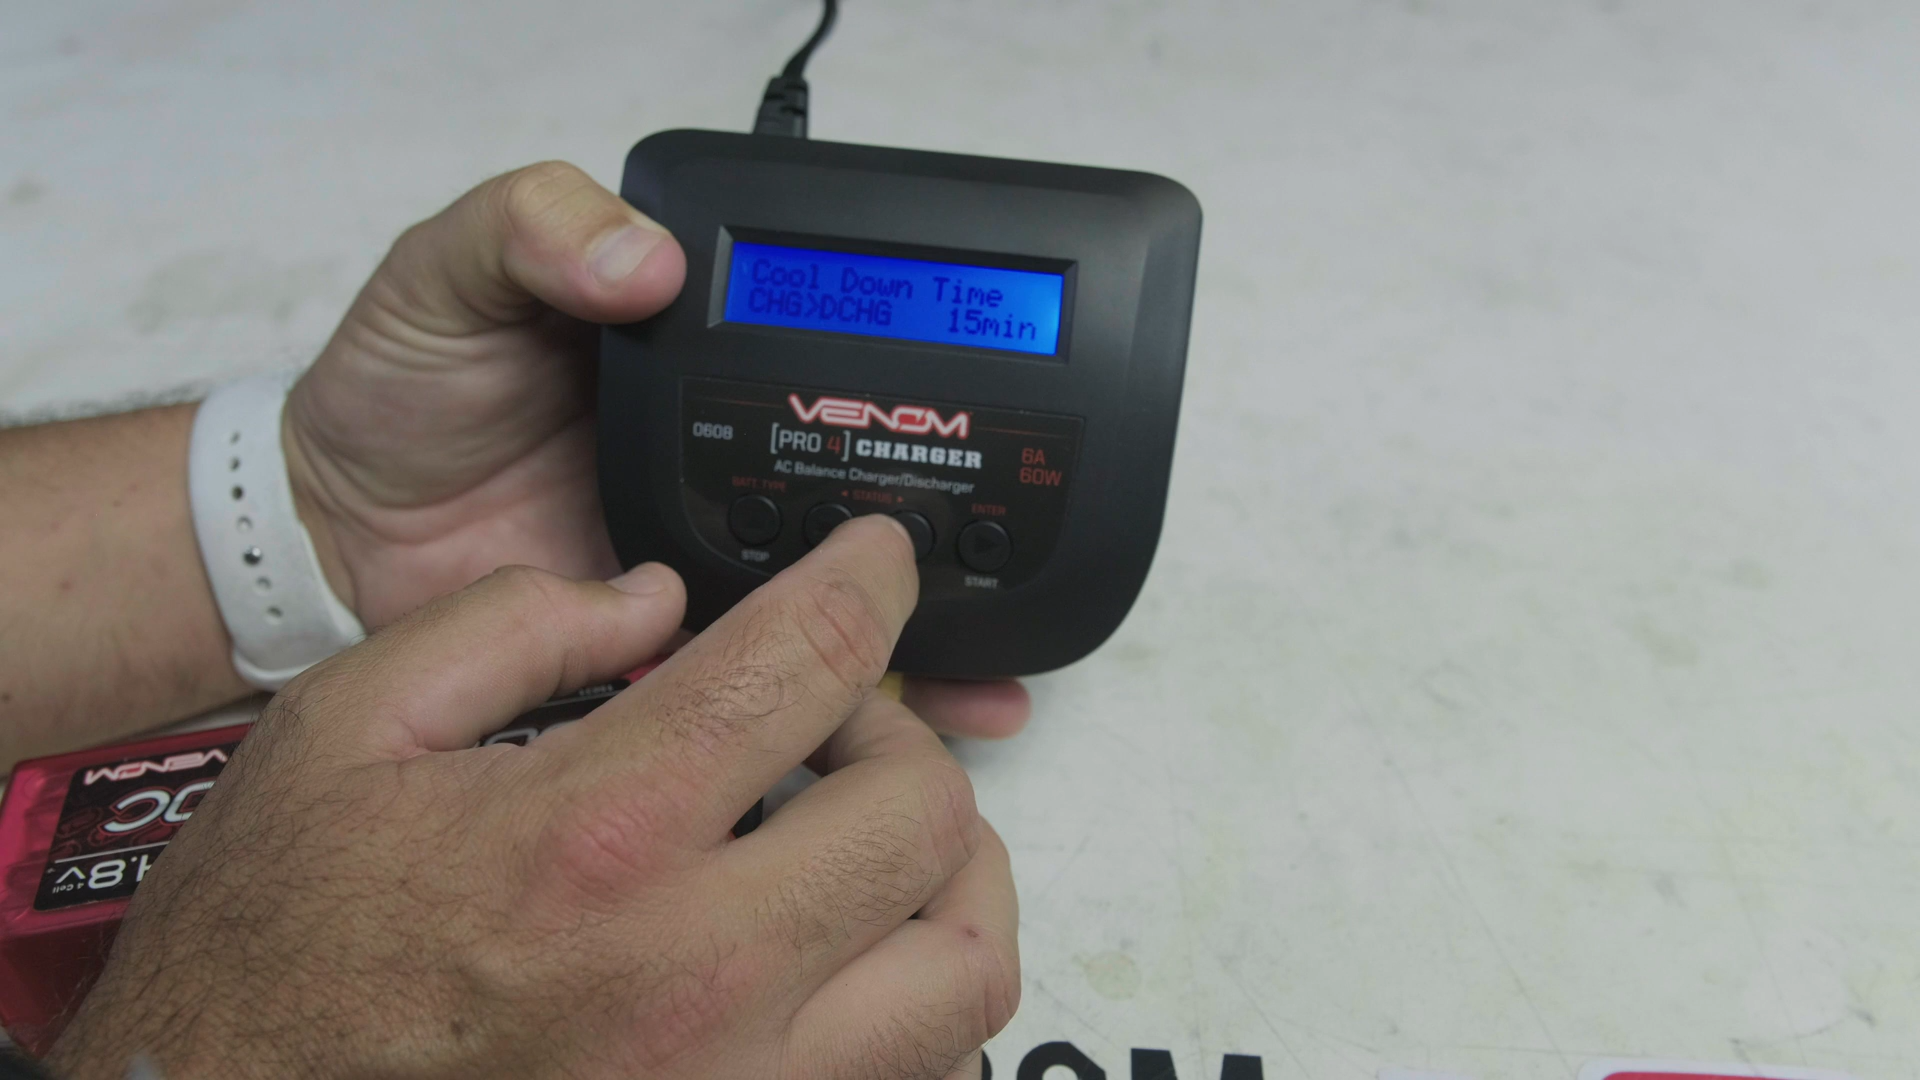 Cool Down Time
CHG>DCHG 15min
VENOM
0608
[PRO 4] CHARGER
6A
60W
AC Balance Charger/Discharger
BATT. TYPE
◄ STATUS ►
ENTER
STOP
START
VENOM
4 Cell